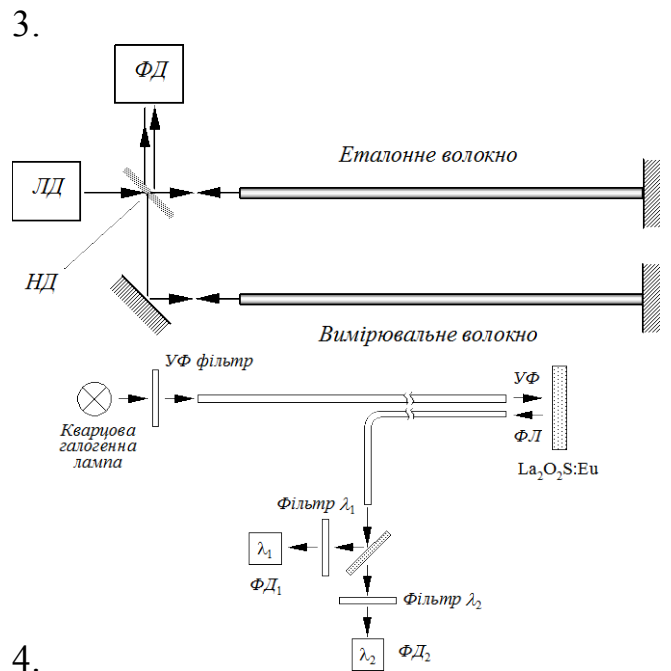 3.
ФД
Еталонне волокно
ЛД
НД
Вимірювальне волокно
УФ фільтр
УФ
Кварцова
галогенна
лампа
ФЛ
La₂O₂S:Eu
Фільтр λ₁
λ₁
ФД₁
Фільтр λ₂
λ₂
ФД₂
4.